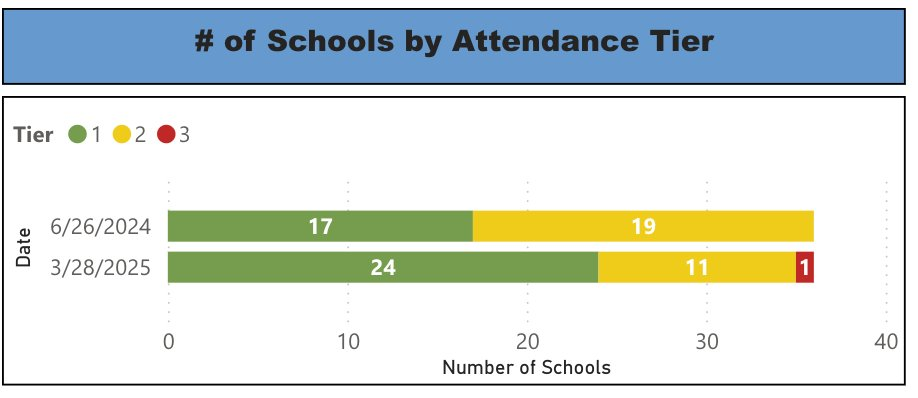 # of Schools by Attendance Tier
Tier 1 2 3
Date
6/26/2024 17 19
3/28/2025 24 11 1
0 10 20 30 40
Number of Schools